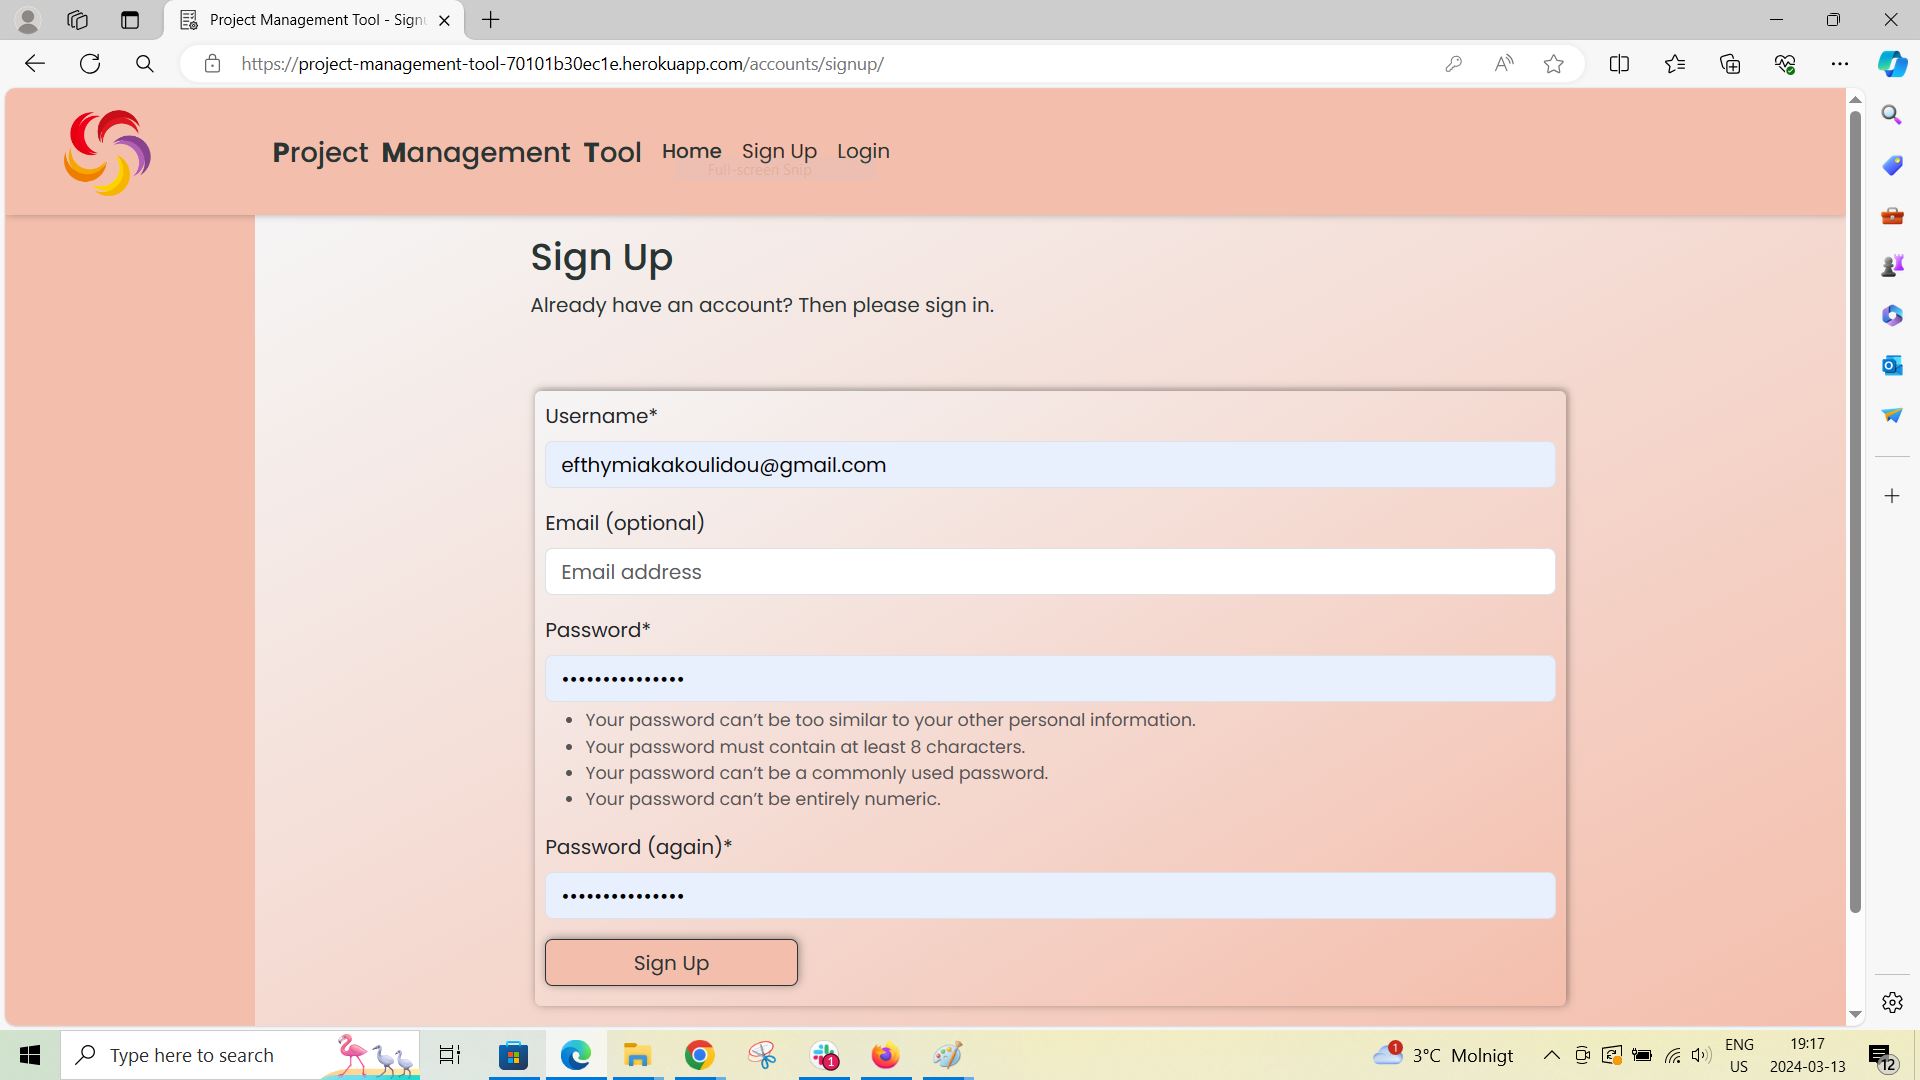 Project Management Tool - Sign
https://project-management-tool-70101b30ec1e.herokuapp.com/accounts/signup/
Project Management Tool Home Sign Up Login
Full-screen Snip
Sign Up
Already have an account? Then please sign in.
Username*
efthymiakakoulidou@gmail.com
Email (optional)
Email address
Password*
•••••••••••••••
• Your password can’t be too similar to your other personal information.
• Your password must contain at least 8 characters.
• Your password can’t be a commonly used password.
• Your password can’t be entirely numeric.
Password (again)*
•••••••••••••••
Sign Up
Type here to search
1
1
3°C Molnigt
ENG
US
19:17
2024-03-13
12